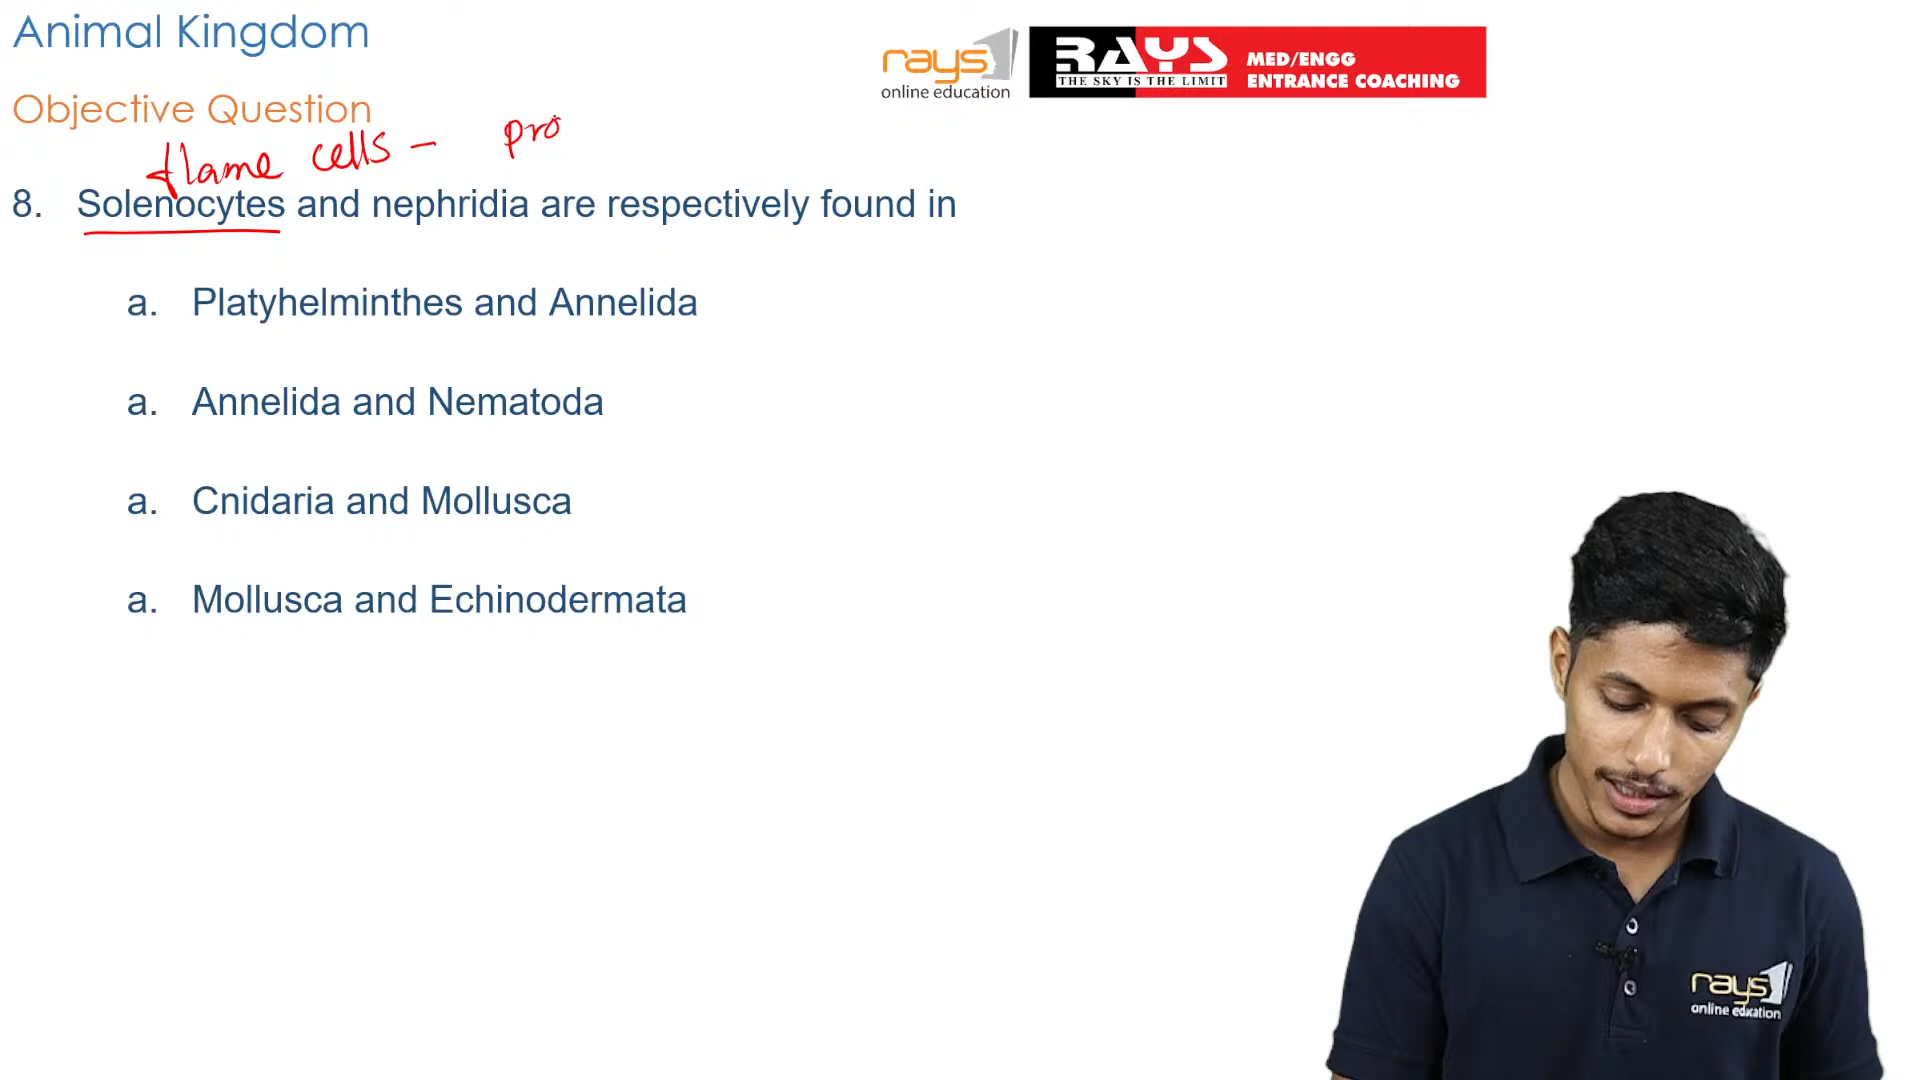 Animal Kingdom
rays
online education
RAYS
THE SKY IS THE LIMIT
MED/ENGG
ENTRANCE COACHING
Objective Question
flame cells - pro
8. Solenocytes and nephridia are respectively found in
a. Platyhelminthes and Annelida
a. Annelida and Nematoda
a. Cnidaria and Mollusca
a. Mollusca and Echinodermata
rays
online education